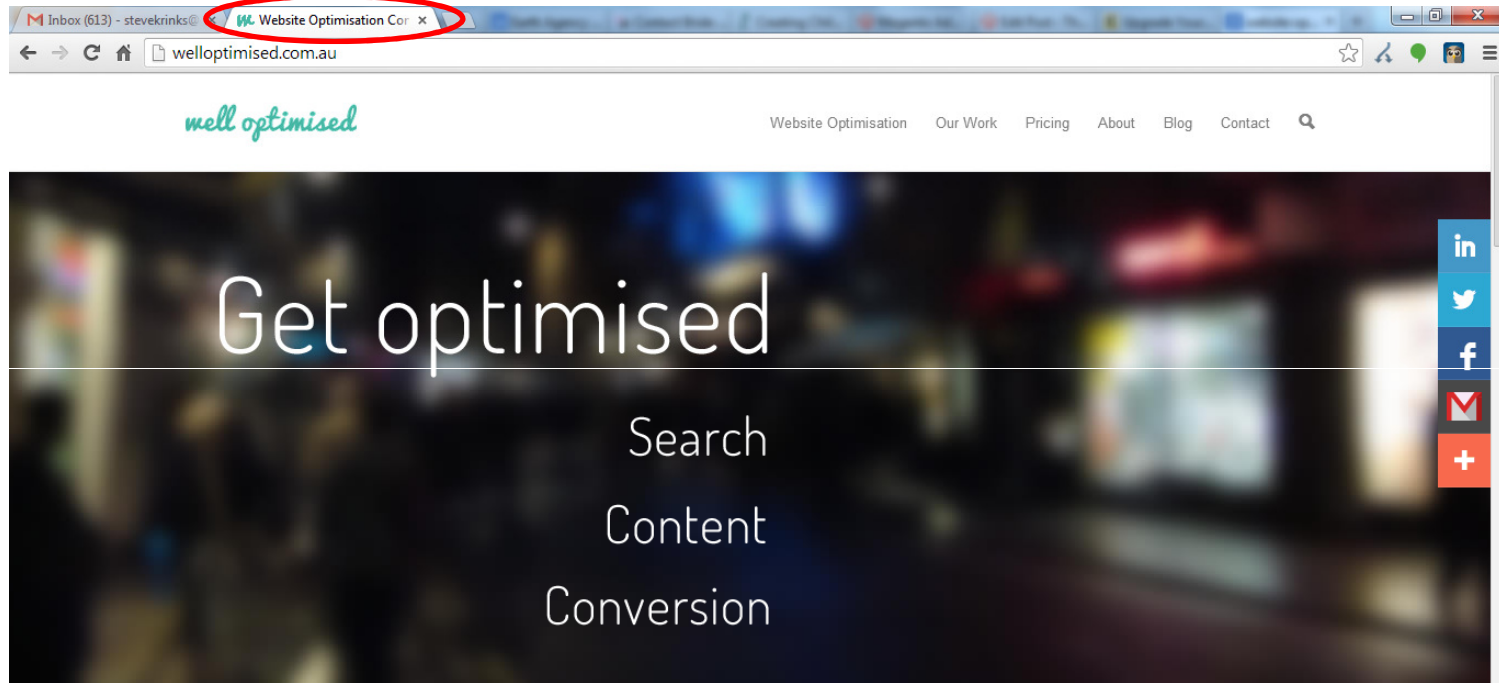 Inbox (613) - stevekrinks@
Website Optimisation Cor
welloptimised.com.au
well optimised
Website Optimisation Our Work Pricing About Blog Contact
Get optimised
Search
Content
Conversion